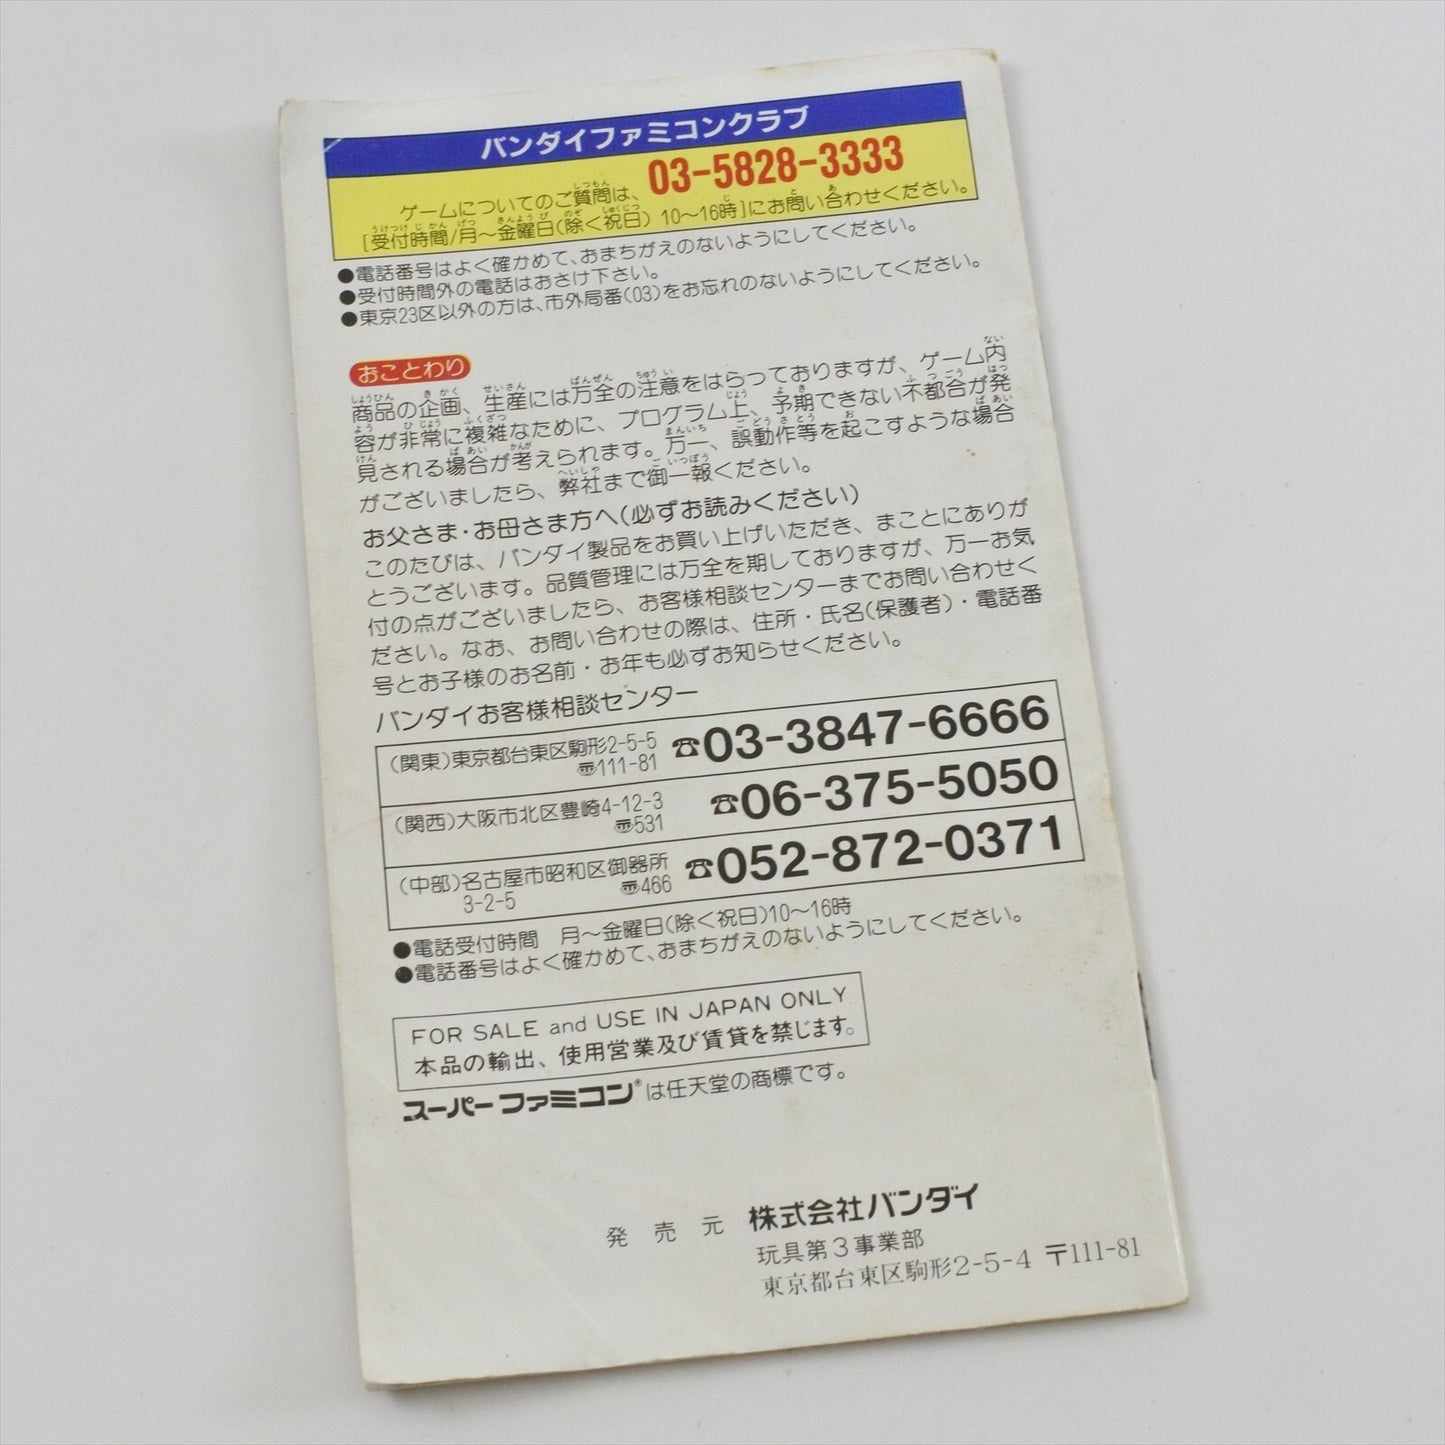 バンダイファミコンクラブ
ゲームについてのご質問は、03-5828-3333
[受付時間/月～金曜日(除く祝日) 10～16時]にお問い合わせください。
●電話番号はよく確かめて、おまちがえのないようにしてください。
●受付時間外の電話はおさけ下さい。
●東京23区以外の方は、市外局番(03)をお忘れのないようにしてください。
おことわり
商品の企画、生産には万全の注意をはらっておりますが、ゲーム内
容が非常に複雑なために、プログラム上、予期できない不都合が発
見される場合が考えられます。万一、誤動作等を起こすような場合
がございましたら、弊社まで御一報ください。
お父さま・お母さま方へ(必ずお読みください)
このたびは、バンダイ製品をお買い上げいただき、まことにありが
とうございます。品質管理には万全を期しておりますが、万一お気
付の点がございましたら、お客様相談センターまでお問い合わせく
ださい。なお、お問い合わせの際は、住所・氏名(保護者)・電話番
号とお子様のお名前・お年も必ずお知らせください。
バンダイお客様相談センター
(関東)東京都台東区駒形2-5-5 ☎03-3847-6666
〠111-81
(関西)大阪市北区豊崎4-12-3 ☎06-375-5050
〠531
(中部)名古屋市昭和区御器所 ☎052-872-0371
3-2-5 〠466
●電話受付時間 月～金曜日(除く祝日)10～16時
●電話番号はよく確かめて、おまちがえのないようにしてください。
FOR SALE and USE IN JAPAN ONLY
本品の輸出、使用営業及び賃貸を禁じます。
スーパーファミコン®は任天堂の商標です。
発売元 株式会社バンダイ
玩具第3事業部
東京都台東区駒形2-5-4 〒111-81